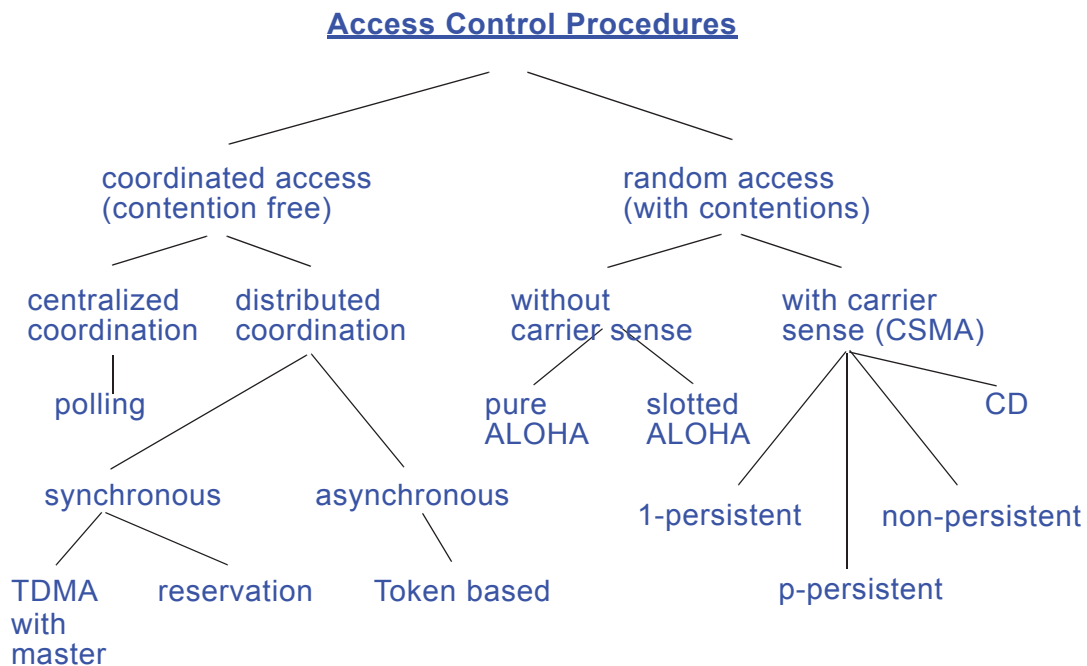 Access Control Procedures
coordinated access
(contention free)
random access
(with contentions)
centralized
coordination
distributed
coordination
without
carrier sense
with carrier
sense (CSMA)
polling
pure
ALOHA
slotted
ALOHA
CD
synchronous
asynchronous
1-persistent
non-persistent
TDMA
with
master
reservation
Token based
p-persistent